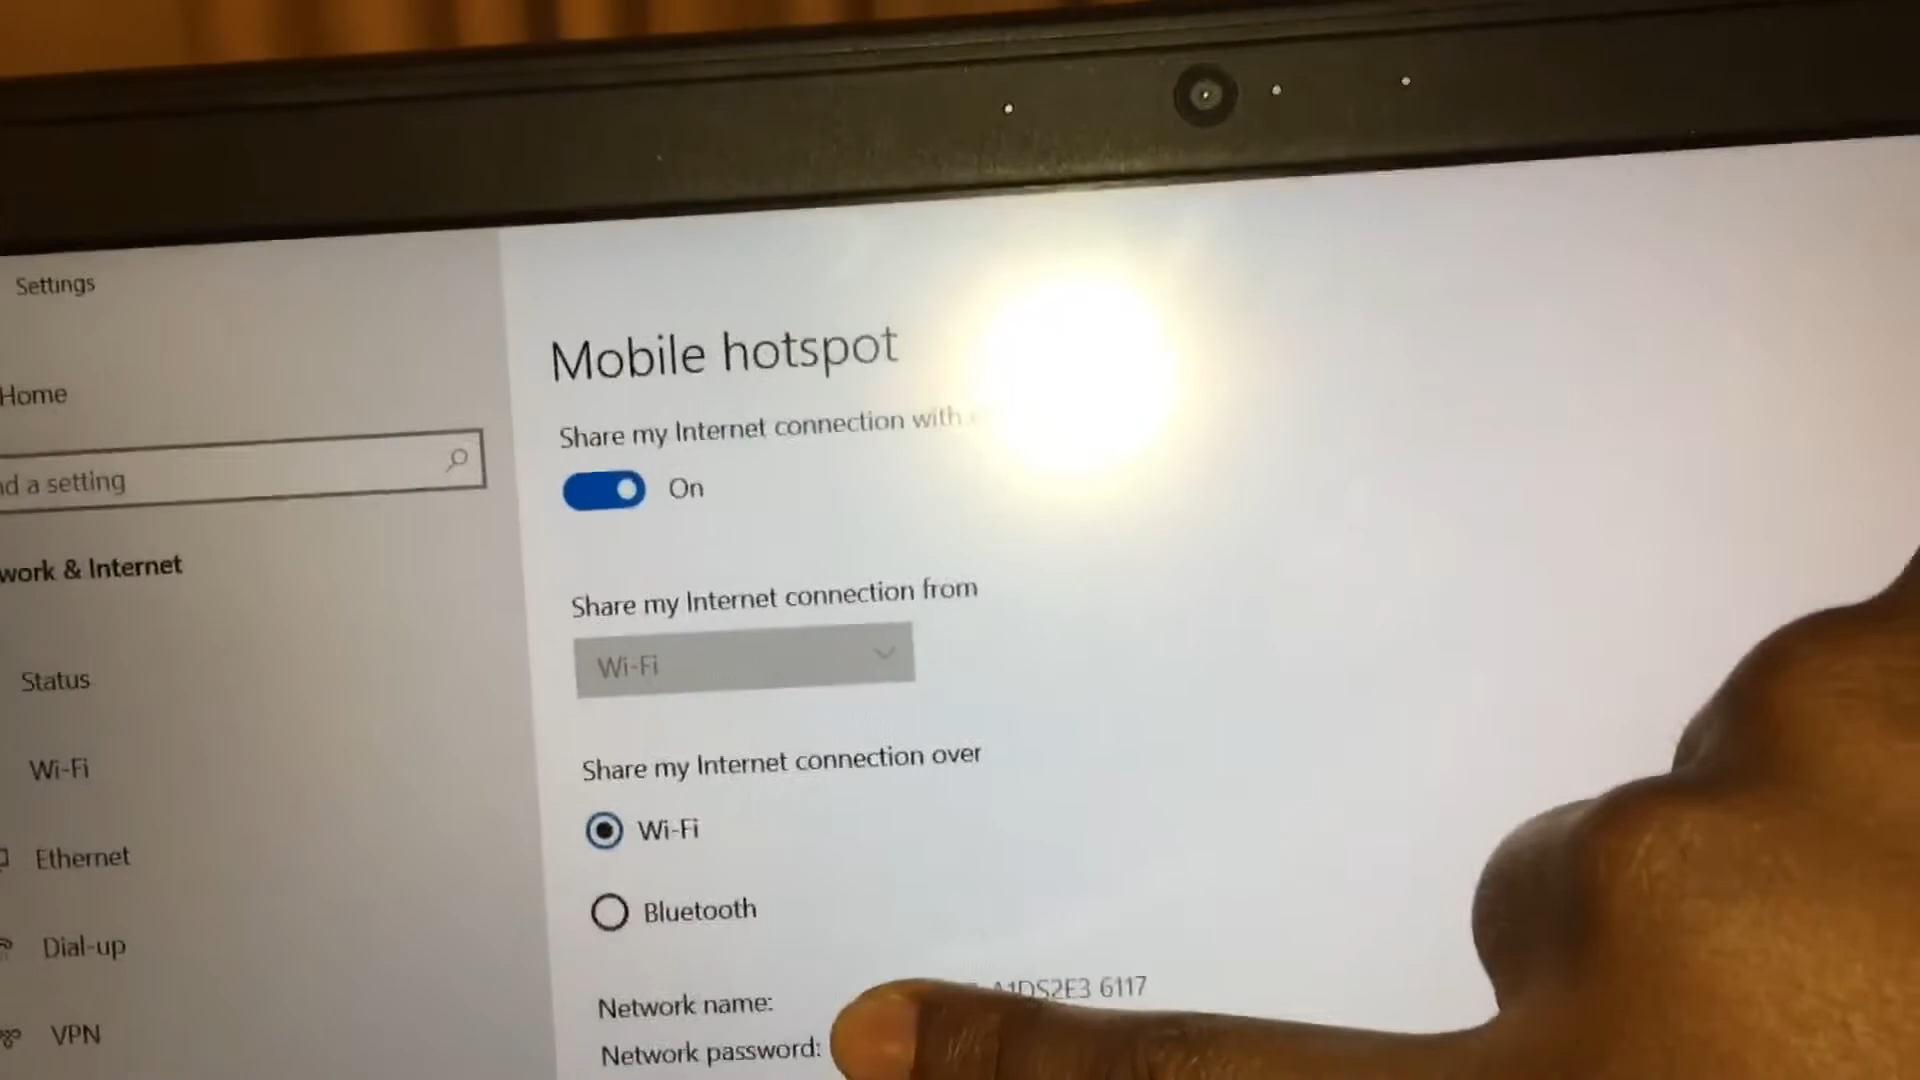 Settings
Home
d a setting
work & Internet
Status
Wi-Fi
Ethernet
Dial-up
VPN
Mobile hotspot
Share my Internet connection with
On
Share my Internet connection from
Wi-Fi
Share my Internet connection over
Wi-Fi
Bluetooth
Network name: A1DS2E3 6117
Network password: